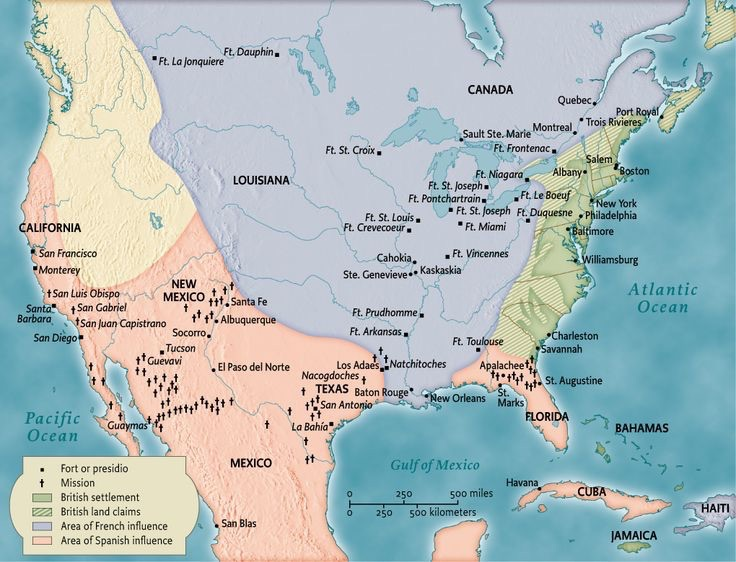 Ft. Dauphin
Ft. La Jonquiere
CANADA
Quebec
Port Royal
Trois Rivieres
Montreal
Sault Ste. Marie
Ft. Frontenac
Ft. St. Croix
Salem
Albany
Boston
Ft. Niagara
LOUISIANA
Ft. St. Joseph
Ft. Le Boeuf
Ft. Pontchartrain
New York
Ft. St. Joseph
Ft. Duquesne
Philadelphia
Ft. St. Louis
Ft. Miami
Ft. Crevecoeur
Baltimore
CALIFORNIA
San Francisco
Ft. Vincennes
Cahokia
Williamsburg
Monterey
Ste. Genevieve
Kaskaskia
NEW
MEXICO
Atlantic
Ocean
San Luis Obispo
Santa Fe
Santa
Barbara
San Gabriel
Ft. Prudhomme
San Juan Capistrano
Albuquerque
Socorro
Ft. Arkansas
San Diego
Charleston
Ft. Toulouse
Savannah
Tucson
Guevavi
El Paso del Norte
Los Adaes
Natchitoches
Apalachee
Nacogdoches
St. Augustine
TEXAS
Baton Rouge
New Orleans
St.
Marks
San Antonio
FLORIDA
Pacific
Ocean
Guaymas
La Bahía
BAHAMAS
MEXICO
Gulf of Mexico
Fort or presidio
Mission
British settlement
British land claims
Area of French influence
Area of Spanish influence
0 250 500 miles
0 250 500 kilometers
Havana
CUBA
HAITI
San Blas
JAMAICA